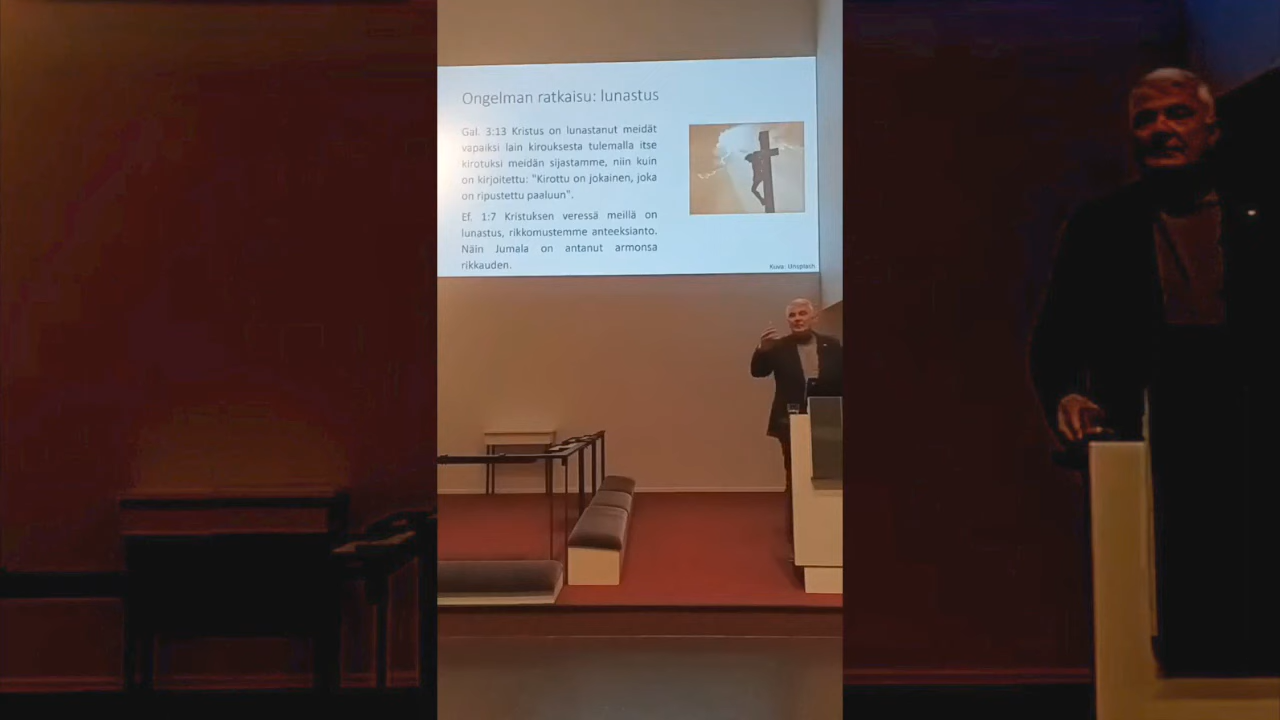 Ongelman ratkaisu: lunastus
Gal. 3:13 Kristus on lunastanut meidät
vapaiksi lain kirouksesta tulemalla itse
kirotuksi meidän sijastamme, niin kuin
on kirjoitettu: "Kirottu on jokainen, joka
on ripustettu paaluun".
Ef. 1:7 Kristuksen veressä meillä on
lunastus, rikkomustemme anteeksianto.
Näin Jumala on antanut armonsa
rikkauden.
Kuva: Unsplash